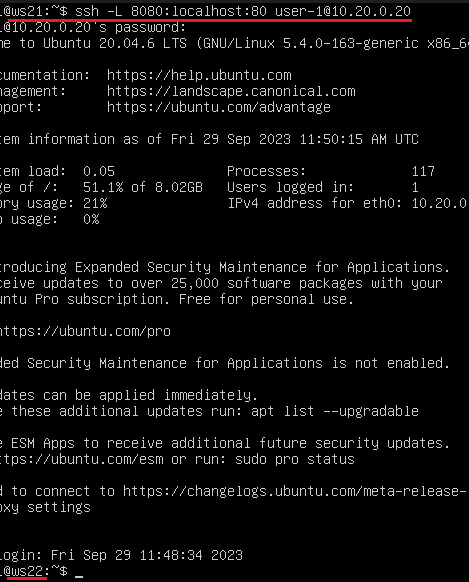 @ws21:~$ ssh -L 8080:localhost:80 user-1@10.20.0.20
@10.20.0.20's password:
me to Ubuntu 20.04.6 LTS (GNU/Linux 5.4.0-163-generic x86_6
cumentation:  https://help.ubuntu.com
nagement:     https://landscape.canonical.com
pport:        https://ubuntu.com/advantage
tem information as of Fri 29 Sep 2023 11:50:15 AM UTC
tem load:  0.05              Processes:             117
ge of /:   51.1% of 8.02GB   Users logged in:       1
ory usage: 21%               IPv4 address for eth0: 10.20.0
p usage:   0%
troducing Expanded Security Maintenance for Applications.
ceive updates to over 25,000 software packages with your
untu Pro subscription. Free for personal use.
https://ubuntu.com/pro
ded Security Maintenance for Applications is not enabled.
dates can be applied immediately.
e these additional updates run: apt list --upgradable
e ESM Apps to receive additional future security updates.
ttps://ubuntu.com/esm or run: sudo pro status
d to connect to https://changelogs.ubuntu.com/meta-release-
oxy settings
login: Fri Sep 29 11:48:34 2023
@ws22:~$ _